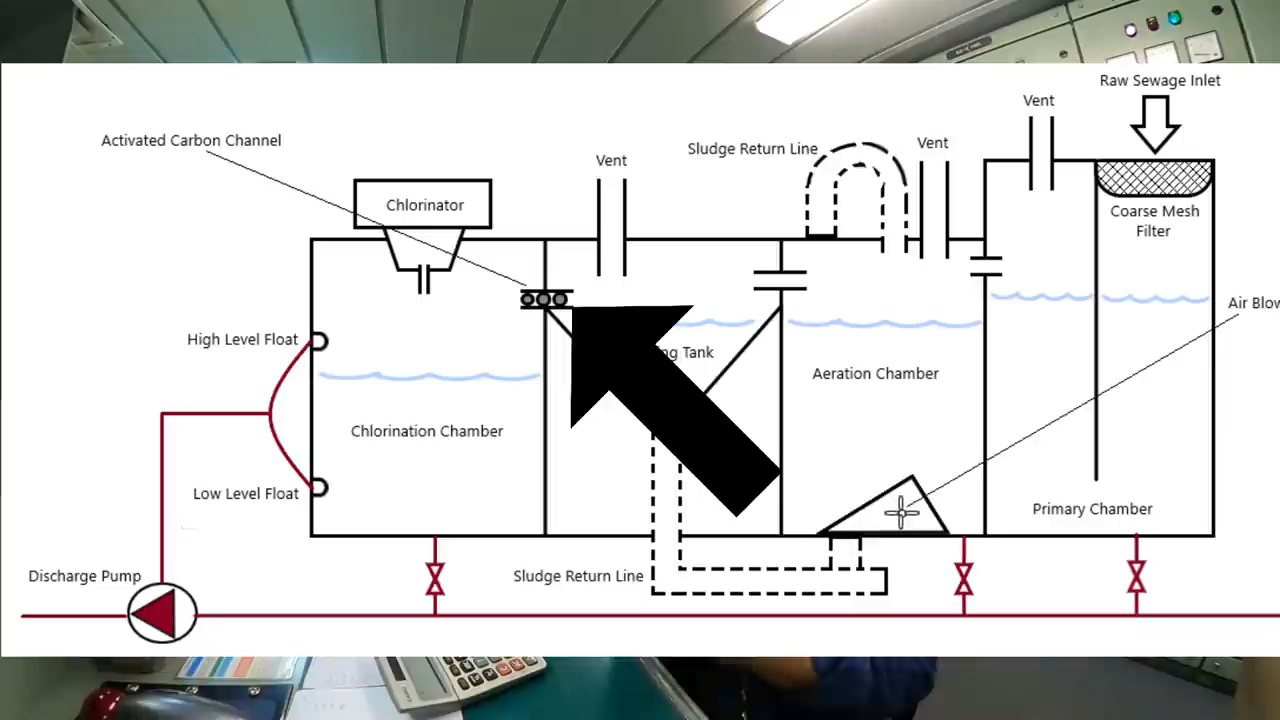 Raw Sewage Inlet
Vent
Activated Carbon Channel
Sludge Return Line
Vent
Vent
Chlorinator
Coarse Mesh
Filter
Air
High Level Float
Tank
Aeration Chamber
Chlorination Chamber
Low Level Float
Primary Chamber
Discharge Pump
Sludge Return Line